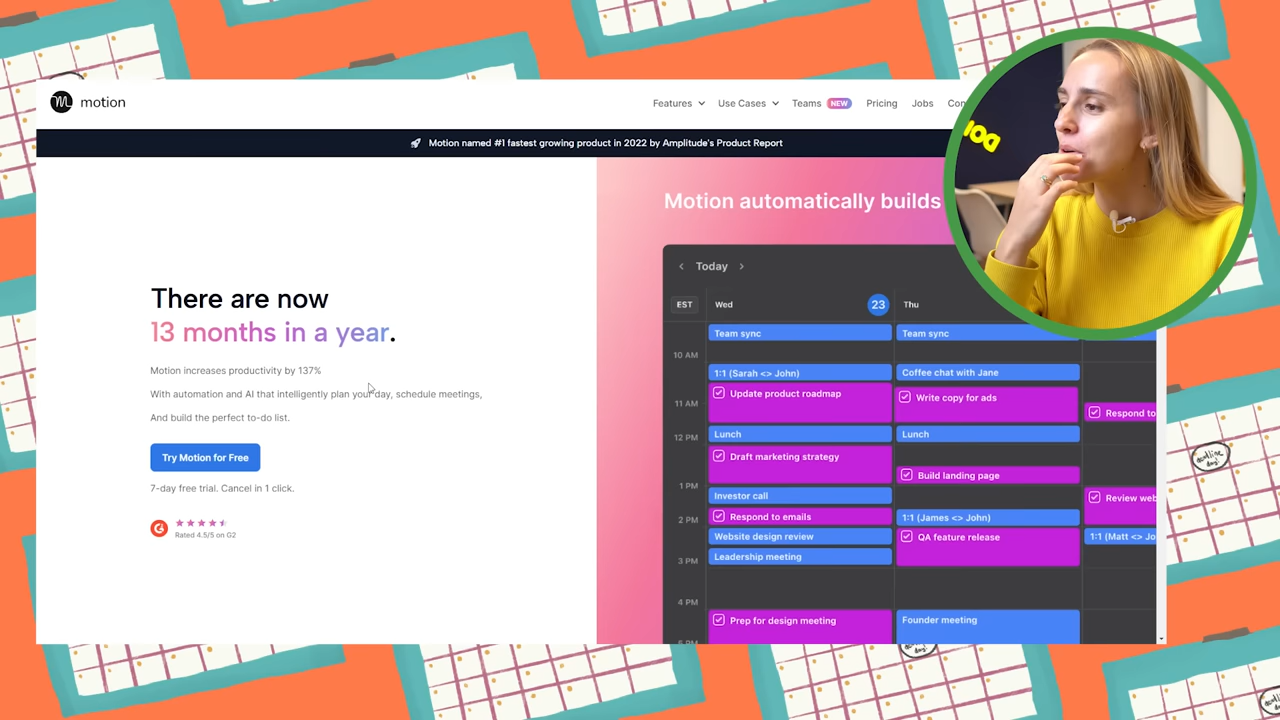 motion
Features Use Cases Teams NEW Pricing Jobs
Motion named #1 fastest growing product in 2022 by Amplitude's Product Report
There are now
13 months in a year.
Motion increases productivity by 137%
With automation and AI that intelligently plan your day, schedule meetings,
And build the perfect to-do list.
Try Motion for Free
7-day free trial. Cancel in 1 click.
Rated 4.5/5 on G2
Motion automatically builds
Today
EST Wed 23 Thu
Team sync Team sync
10 AM
1:1 (Sarah <> John) Coffee chat with Jane
Update product roadmap Write copy for ads
11 AM Respond to
12 PM Lunch Lunch
Draft marketing strategy
Build landing page
1 PM
Investor call Review
Respond to emails 1:1 (James <> John)
2 PM
Website design review QA feature release 1:1 (Matt <>
Leadership meeting
3 PM
4 PM
Prep for design meeting Founder meeting
5 PM
deadline day!